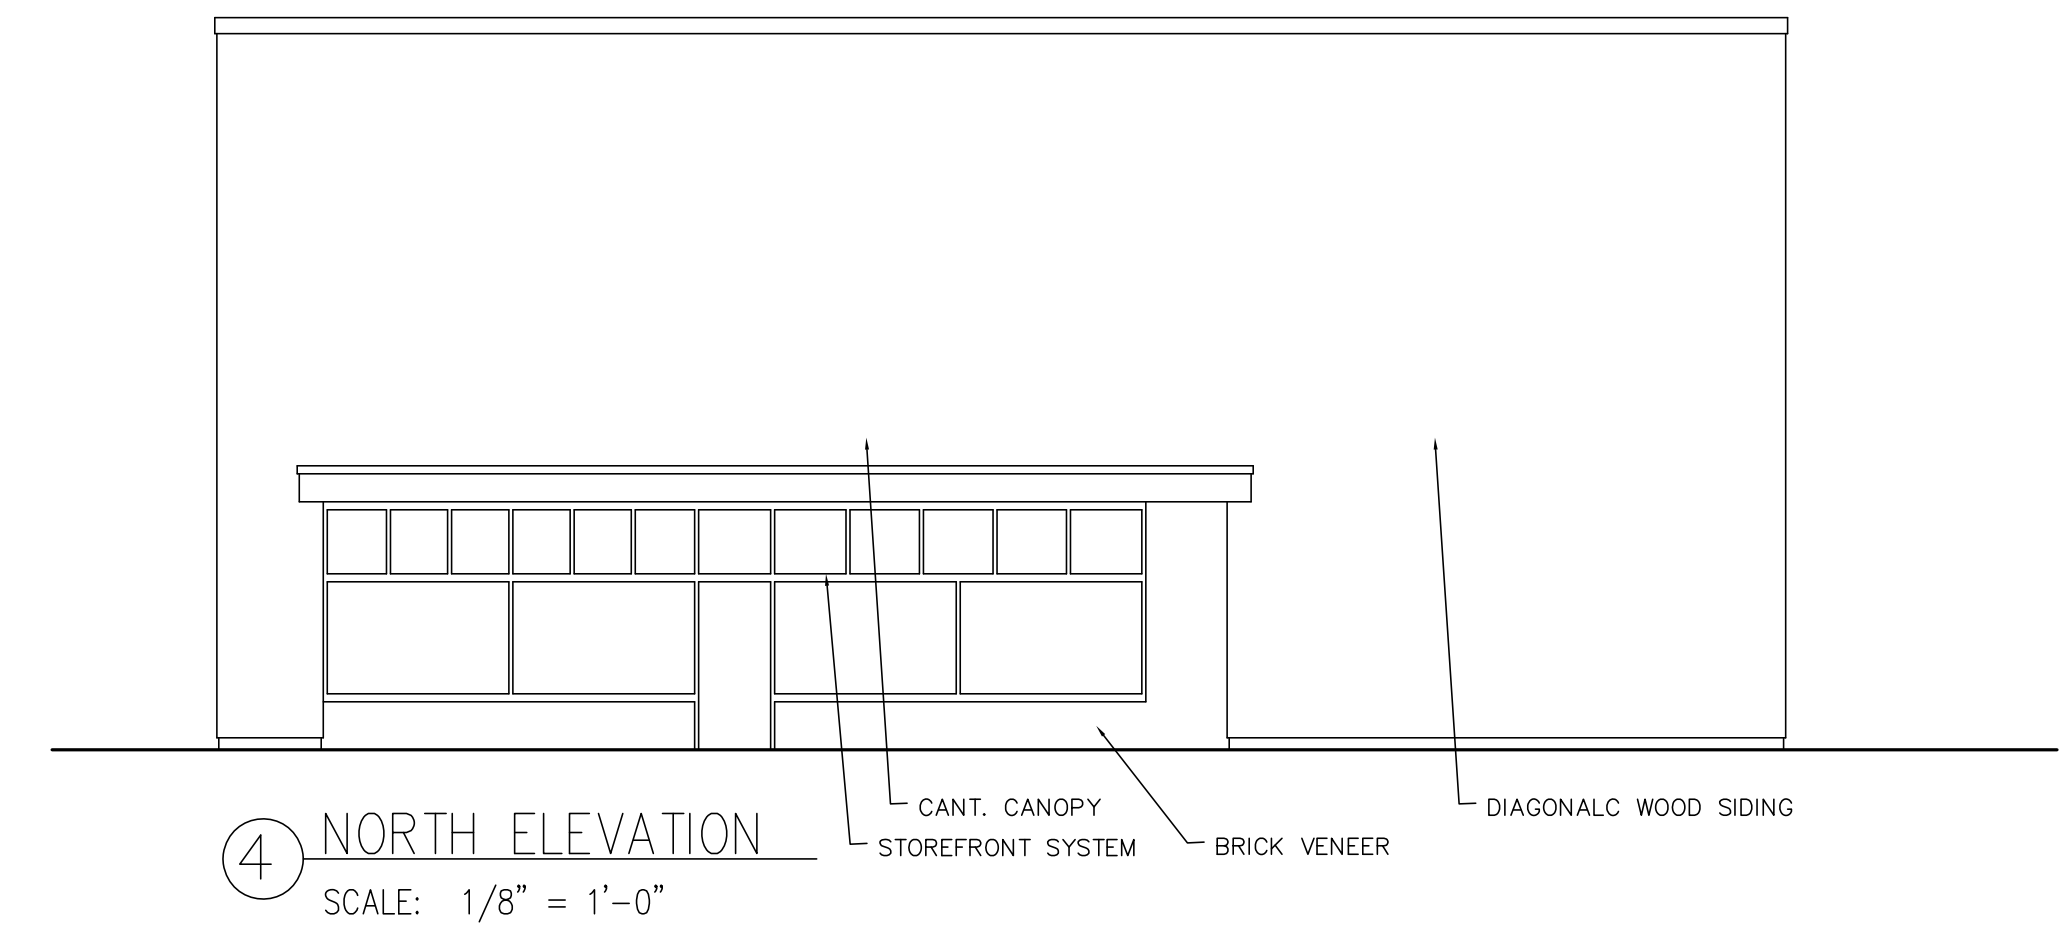 CANT. CANOPY
DIAGONALC WOOD SIDING
STOREFRONT SYSTEM
BRICK VENEER
4
NORTH ELEVATION
SCALE: 1/8" = 1'-0"